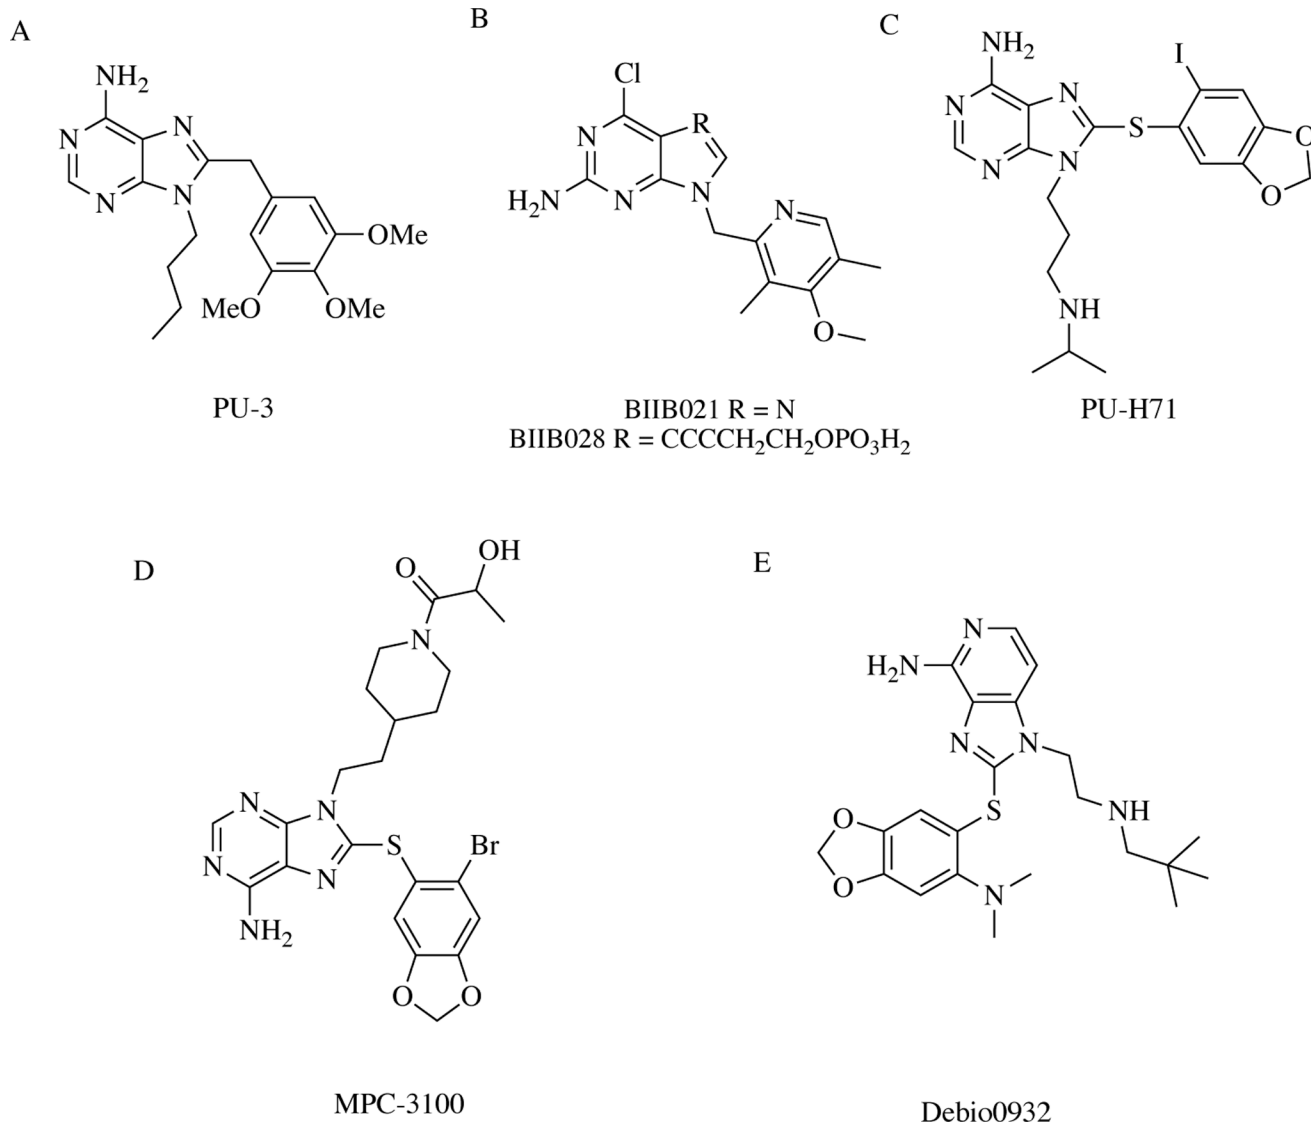 A
B
C
NH2
N
N
N
N
OMe
MeO
OMe
PU-3
Cl
N
R
H2N
N
N
N
O
BIIB021 R = N
BIIB028 R = CCCCH2CH2OPO3H2
NH2
I
N
N
S
O
N
N
O
NH
PU-H71
D
OH
O
N
N
N
S
Br
N
N
NH2
O
O
MPC-3100
E
N
H2N
N
N
O
S
NH
O
N
Debio0932